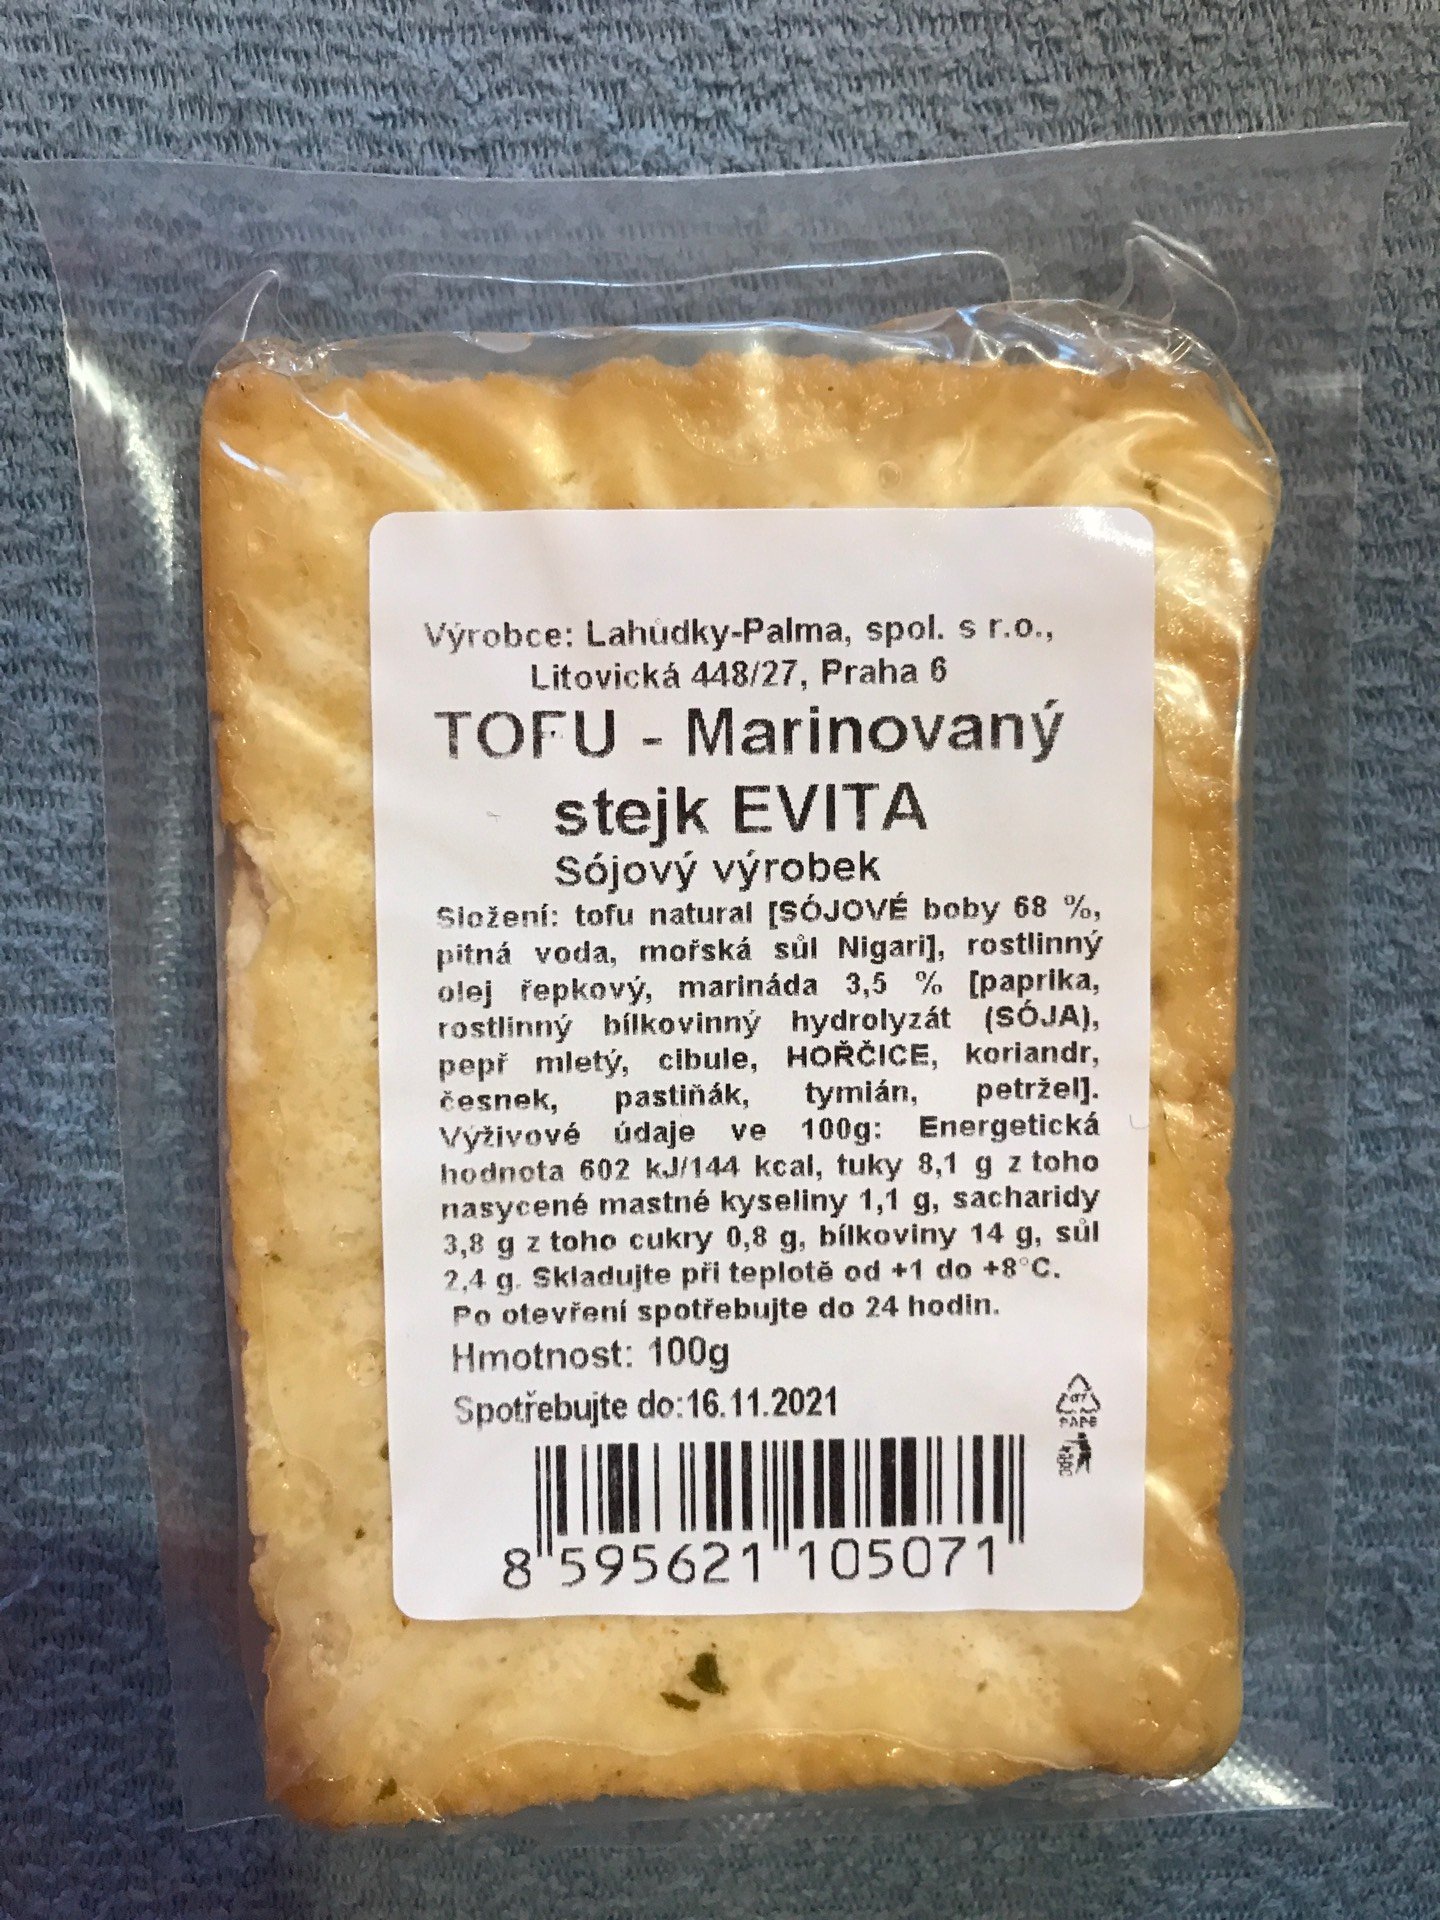 Výrobce: Lahůdky-Palma, spol. s r.o.,
Litovická 448/27, Praha 6
TOFU - Marinovaný
stejk EVITA
Sójový výrobek
Složení: tofu natural [SÓJOVÉ boby 68 %,
pitná voda, mořská sůl Nigari], rostlinný
olej řepkový, marináda 3,5 % [paprika,
rostlinný bílkovinný hydrolyzát (SÓJA),
pepř mletý, cibule, HOŘČICE, koriandr,
česnek, pastiňák, tymián, petržel].
Výživové údaje ve 100g: Energetická
hodnota 602 kJ/144 kcal, tuky 8,1 g z toho
nasycené mastné kyseliny 1,1 g, sacharidy
3,8 g z toho cukry 0,8 g, bílkoviny 14 g, sůl
2,4 g. Skladujte při teplotě od +1 do +8°C.
Po otevření spotřebujte do 24 hodin.
Hmotnost: 100g
Spotřebujte do:16.11.2021
8 595621 105071